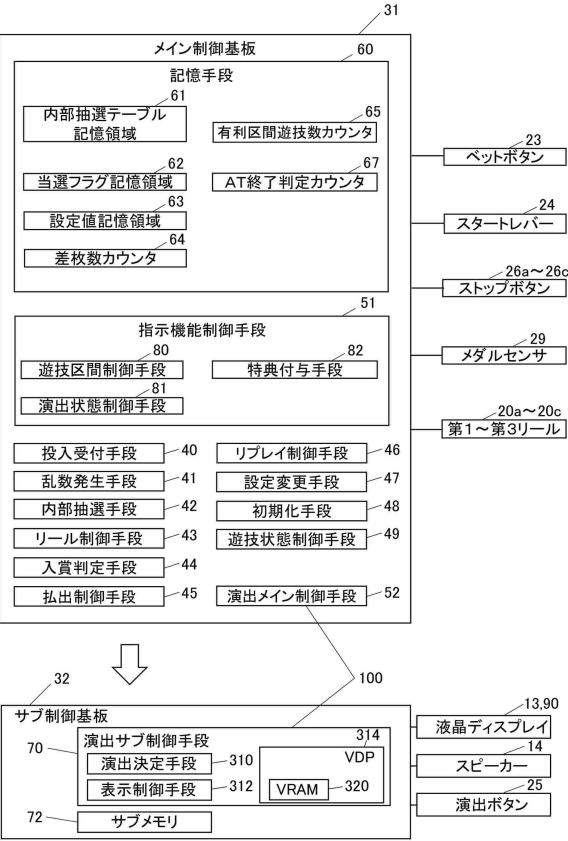 31
メイン制御基板
60
記憶手段
61
内部抽選テーブル
記憶領域
65
有利区間遊技数カウンタ
62
当選フラグ記憶領域
67
AT終了判定カウンタ
63
設定値記憶領域
64
差枚数カウンタ
23
ベットボタン
24
スタートレバー
26a〜26c
ストップボタン
29
メダルセンサ
20a〜20c
第1〜第3リール
51
指示機能制御手段
80
遊技区間制御手段
82
特典付与手段
81
演出状態制御手段
投入受付手段 40
リプレイ制御手段 46
乱数発生手段 41
設定変更手段 47
内部抽選手段 42
初期化手段 48
リール制御手段 43
遊技状態制御手段 49
入賞判定手段 44
払出制御手段 45
演出メイン制御手段 52
100
32
サブ制御基板
70
演出サブ制御手段
314
VDP
演出決定手段 310
表示制御手段 312
VRAM 320
72 サブメモリ
13,90
液晶ディスプレイ
14
スピーカー
25
演出ボタン